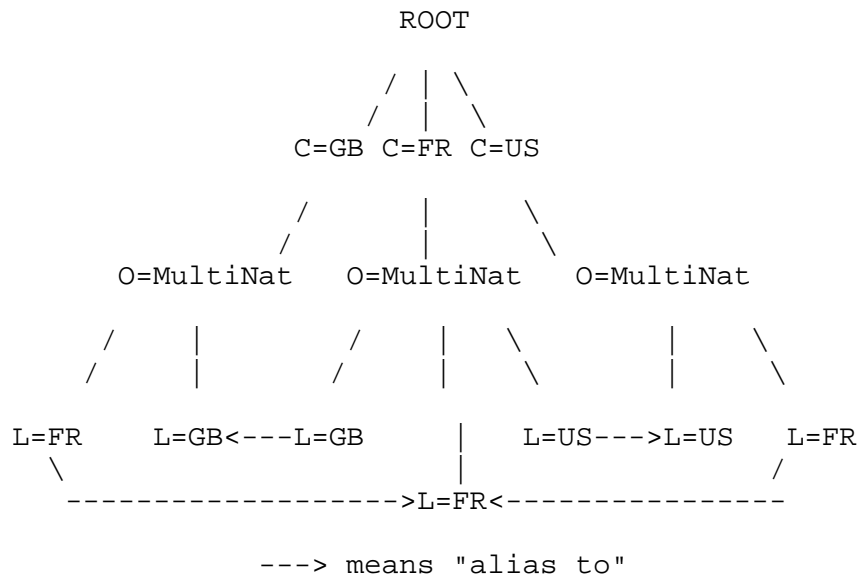 ROOT
/ | \
/ | \
C=GB C=FR C=US
/ | \
/ | \
O=MultiNat O=MultiNat O=MultiNat
/ | / | \ | \
/ | / | \ | \
L=FR L=GB<---L=GB | L=US--->L=US L=FR
\ | /
------------------->L=FR<----------------
---> means "alias to"